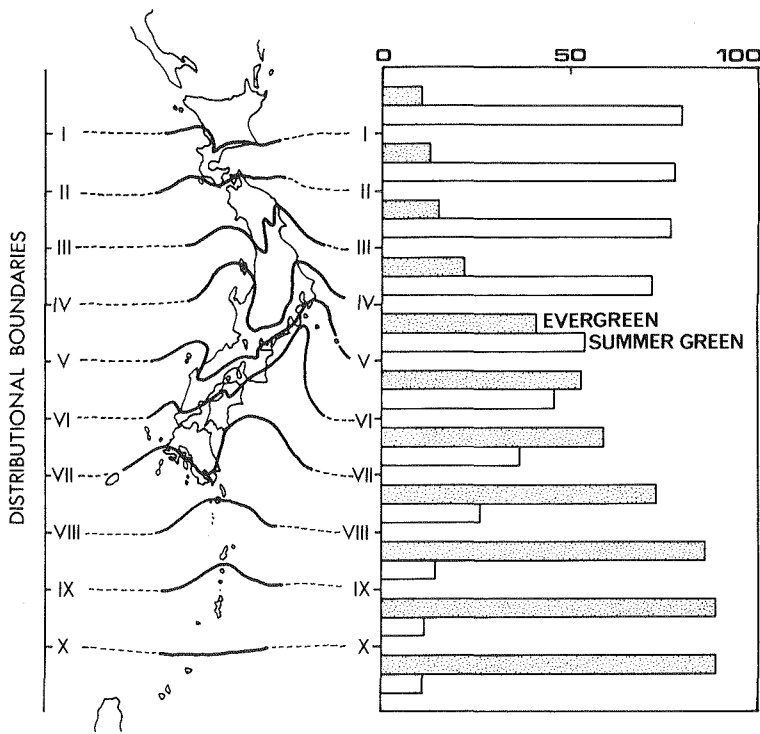 0 50 100
DISTRIBUTIONAL BOUNDARIES
I I
II II
III III
IV IV
EVERGREEN
SUMMER GREEN
V V
VI VI
VII VII
VIII VIII
IX IX
X X